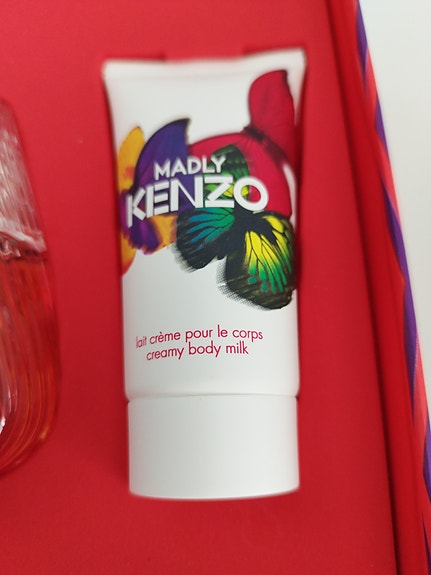 MADLY
KENZO
lait crème pour le corps
creamy body milk